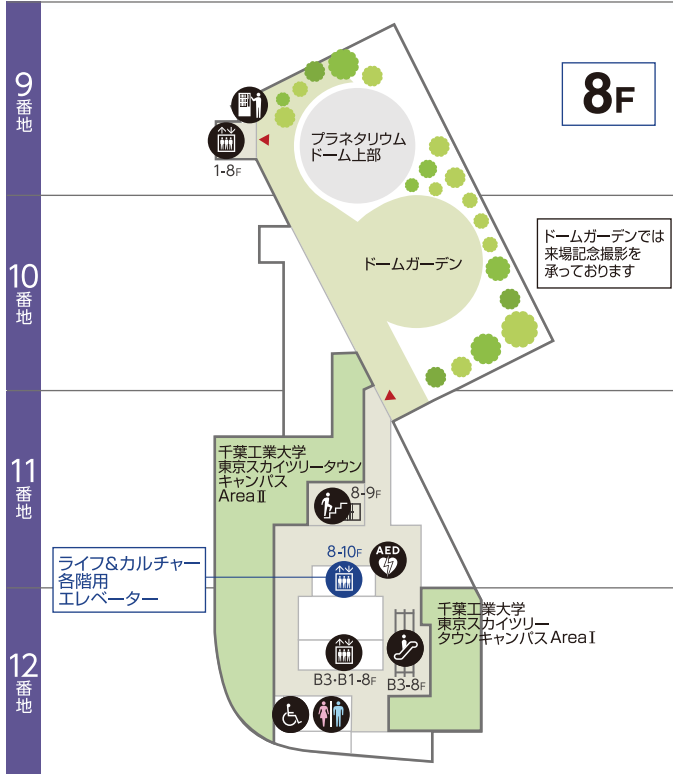 8F
9
番地
プラネタリウム
ドーム上部
1-8F
10
番地
ドームガーデン
ドームガーデンでは
来場記念撮影を
承っております
11
番地
千葉工業大学
東京スカイツリータウン
キャンパス
AreaⅡ
8-9F
8-10F
AED
ライフ&カルチャー
各階用
エレベーター
12
番地
千葉工業大学
東京スカイツリー
タウンキャンパス AreaⅠ
B3・B1-8F
B3-8F